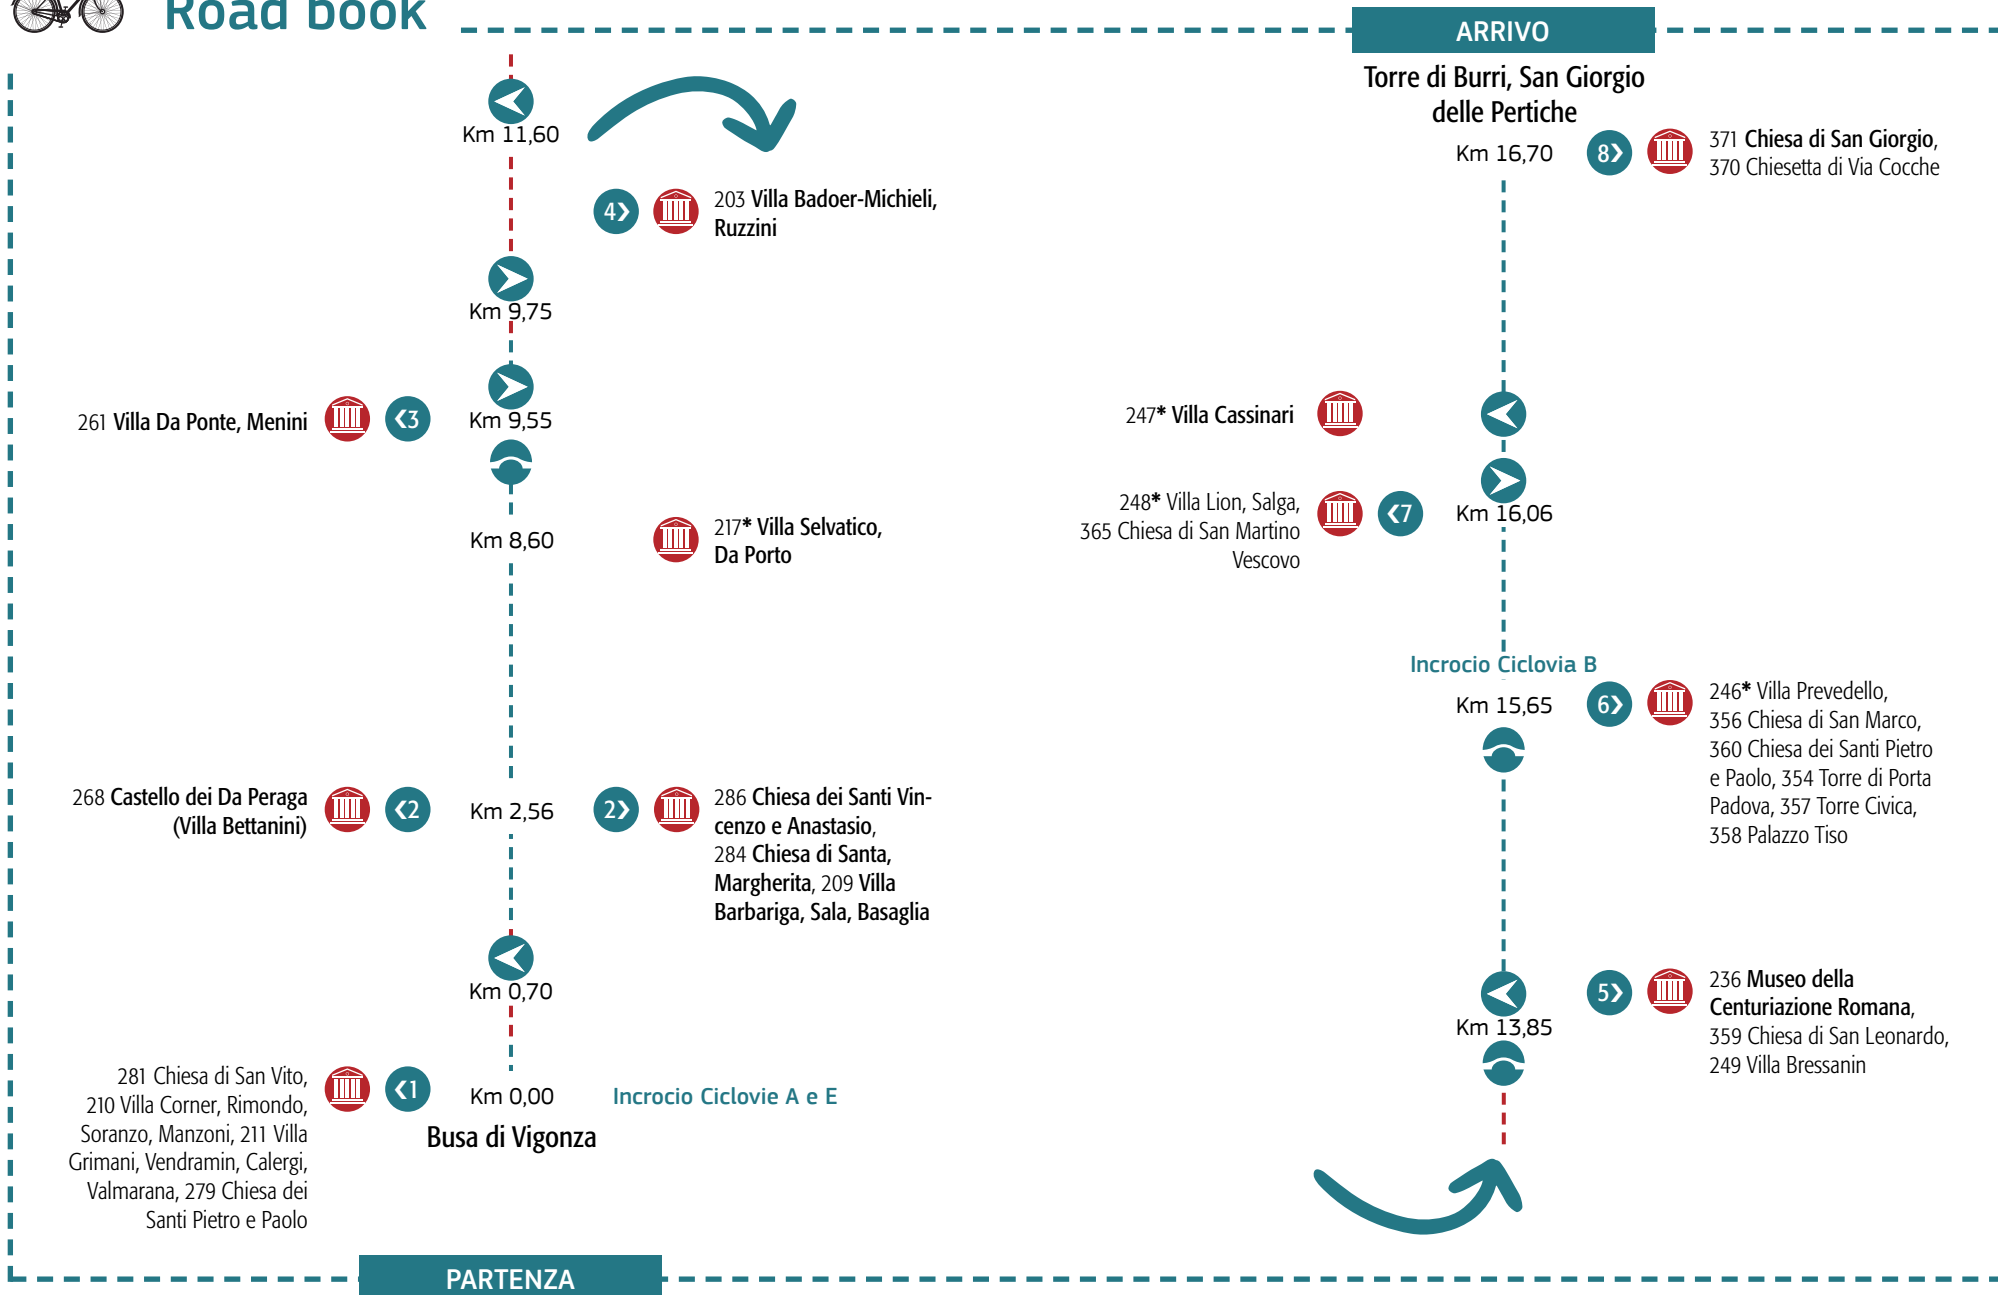 Road book
Km 11,60
4
203 Villa Badoer-Michieli,
Ruzzini
Km 9,75
261 Villa Da Ponte, Menini
3
Km 9,55
Km 8,60
217* Villa Selvatico,
Da Porto
268 Castello dei Da Peraga
(Villa Bettanini)
2
Km 2,56
2
286 Chiesa dei Santi Vin-
cenzo e Anastasio,
284 Chiesa di Santa,
Margherita, 209 Villa
Barbariga, Sala, Basaglia
Km 0,70
281 Chiesa di San Vito,
210 Villa Corner, Rimondo,
Soranzo, Manzoni, 211 Villa
Grimani, Vendramin, Calergi,
Valmarana, 279 Chiesa dei
Santi Pietro e Paolo
1
Km 0,00
Incrocio Ciclovie A e E
Busa di Vigonza
PARTENZA
ARRIVO
Torre di Burri, San Giorgio
delle Pertiche
Km 16,70
8
371 Chiesa di San Giorgio,
370 Chiesetta di Via Cocche
247* Villa Cassinari
248* Villa Lion, Salga,
365 Chiesa di San Martino
Vescovo
7
Km 16,06
Incrocio Ciclovia B
Km 15,65
6
246* Villa Prevedello,
356 Chiesa di San Marco,
360 Chiesa dei Santi Pietro
e Paolo, 354 Torre di Porta
Padova, 357 Torre Civica,
358 Palazzo Tiso
Km 13,85
5
236 Museo della
Centuriazione Romana,
359 Chiesa di San Leonardo,
249 Villa Bressanin